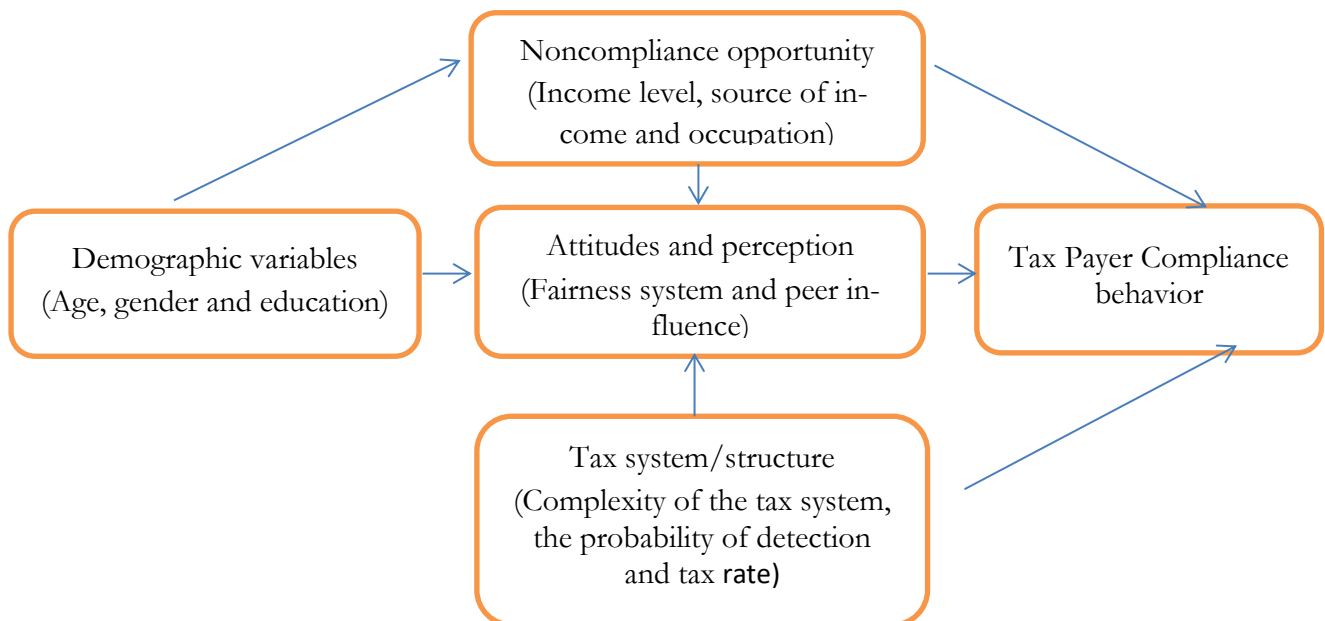 Noncompliance opportunity
(Income level, source of in-
come and occupation)
Demographic variables
(Age, gender and education)
Attitudes and perception
(Fairness system and peer in-
fluence)
Tax Payer Compliance
behavior
Tax system/structure
(Complexity of the tax system,
the probability of detection
and tax rate)